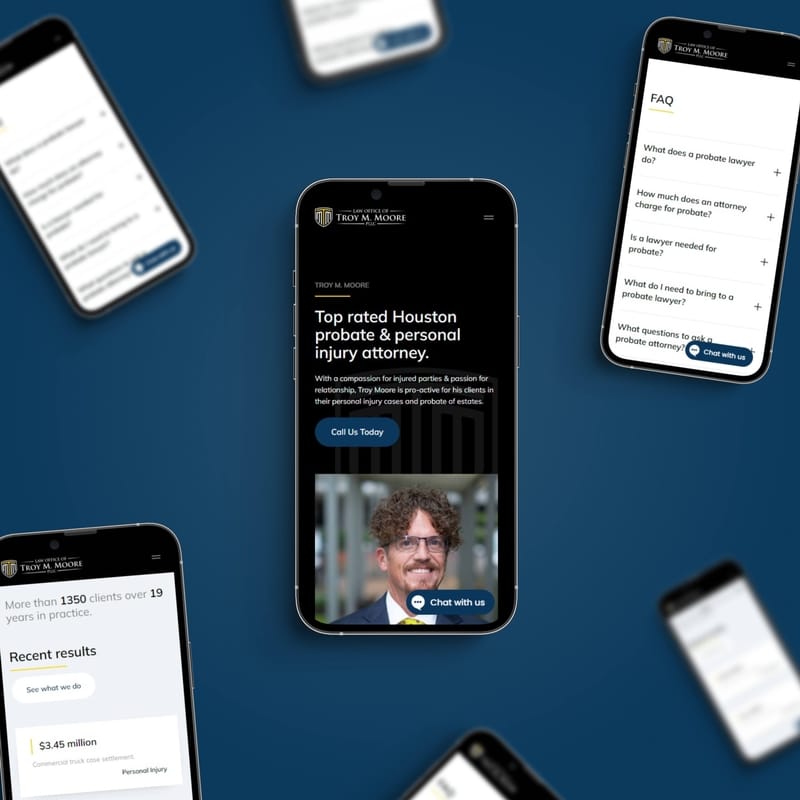 LAW OFFICE OF
TROY M. MOORE
PLLC
FAQ
What does a probate lawyer
do?
How much does an attorney
charge for probate?
Is a lawyer needed for
probate?
What do I need to bring to a
probate lawyer?
What questions to ask a
probate attorney?
Chat with us
LAW OFFICE OF
TROY M. MOORE
PLLC
TROY M. MOORE
Top rated Houston
probate & personal
injury attorney.
With a compassion for injured parties & passion for
relationship, Troy Moore is pro-active for his clients in
their personal injury cases and probate of estates.
Call Us Today
Chat with us
LAW OFFICE OF
TROY M. MOORE
PLLC
More than 1350 clients over 19
years in practice.
Recent results
See what we do
$3.45 million
Commercial truck case settlement.
Personal Injury